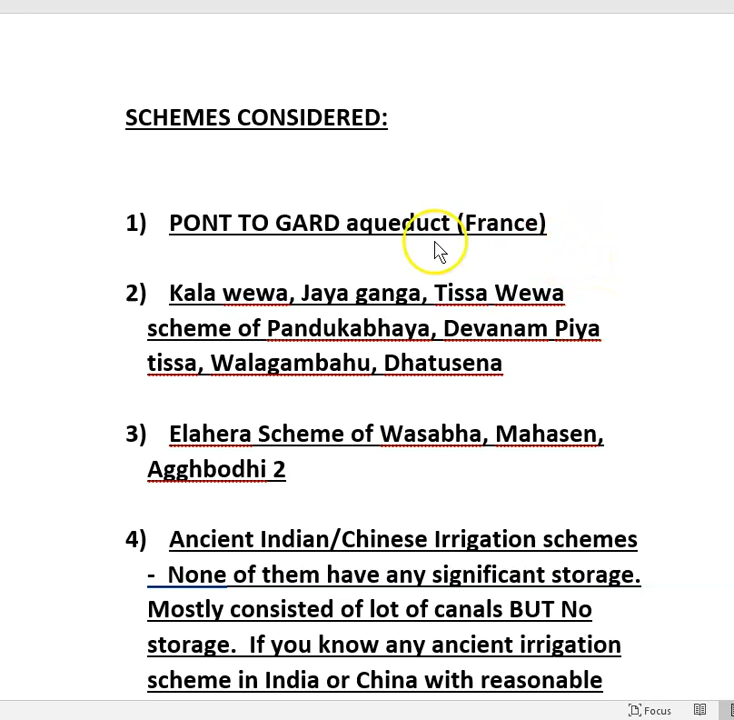 SCHEMES CONSIDERED:
1) PONT TO GARD aqueduct (France)
2) Kala wewa, Jaya ganga, Tissa Wewa
scheme of Pandukabhaya, Devanam Piya
tissa, Walagambahu, Dhatusena
3) Elahera Scheme of Wasabha, Mahasen,
Agghbodhi 2
4) Ancient Indian/Chinese Irrigation schemes
- None of them have any significant storage.
Mostly consisted of lot of canals BUT No
storage. If you know any ancient irrigation
scheme in India or China with reasonable
Focus